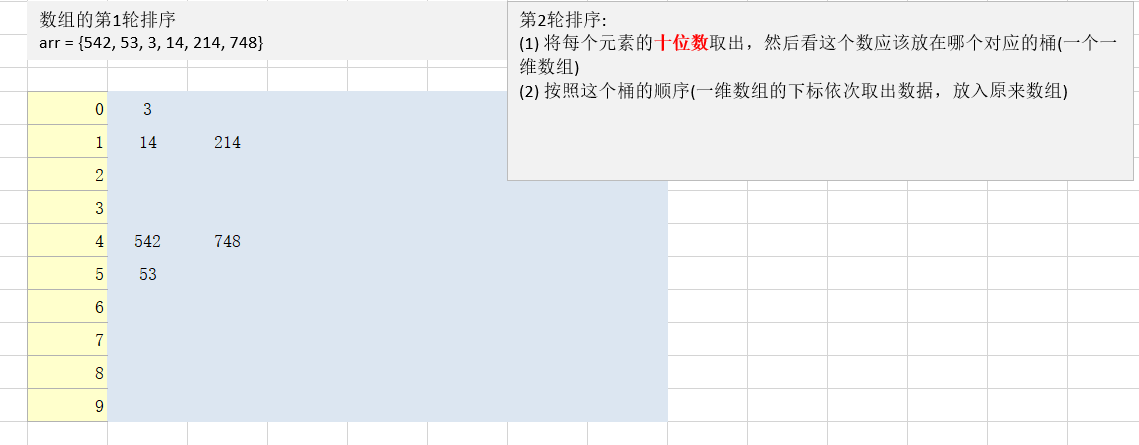 数组的第1轮排序
arr = {542, 53, 3, 14, 214, 748}
第2轮排序:
(1) 将每个元素的十位数取出，然后看这个数应该放在哪个对应的桶(一个一
维数组)
(2) 按照这个桶的顺序(一维数组的下标依次取出数据，放入原来数组)
0 3
1 14 214
2
3
4 542 748
5 53
6
7
8
9